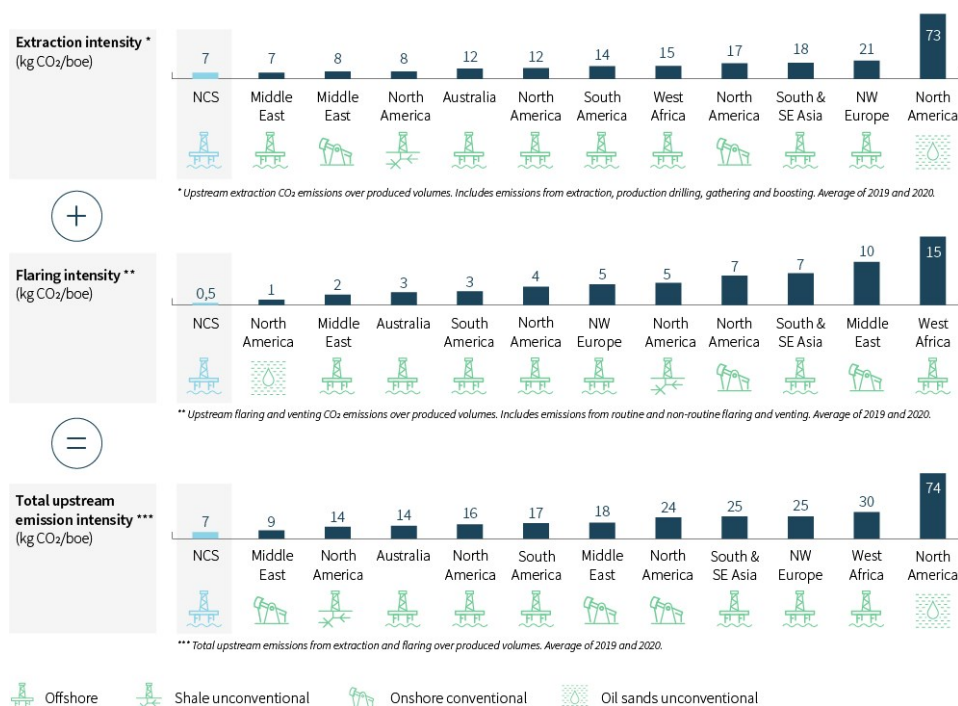 Extraction intensity *
(kg CO₂/boe)
7 7 8 8 12 12 14 15 17 18 21 73
NCS Middle East Middle East North America Australia North America South America West Africa North America South & SE Asia NW Europe North America
* Upstream extraction CO₂ emissions over produced volumes. Includes emissions from extraction, production drilling, gathering and boosting. Average of 2019 and 2020.
+
Flaring intensity **
(kg CO₂/boe)
0,5 1 2 3 3 4 5 5 7 7 10 15
NCS North America Middle East Australia South America North America NW Europe North America North America South & SE Asia Middle East West Africa
** Upstream flaring and venting CO₂ emissions over produced volumes. Includes emissions from routine and non-routine flaring and venting. Average of 2019 and 2020.
=
Total upstream
emission intensity ***
(kg CO₂/boe)
7 9 14 14 16 17 18 24 25 25 30 74
NCS Middle East North America Australia North America South America Middle East North America South & SE Asia NW Europe West Africa North America
*** Total upstream emissions from extraction and flaring over produced volumes. Average of 2019 and 2020.
Offshore Shale unconventional Onshore conventional Oil sands unconventional